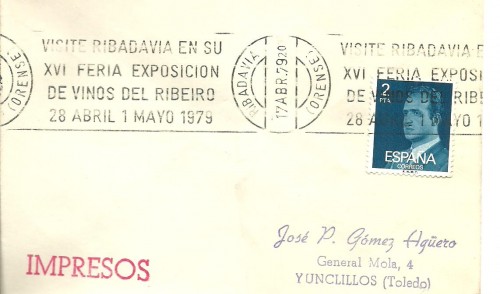 VISITE RIBADAVIA EN SU
XVI FERIA EXPOSICION
DE VINOS DEL RIBEIRO
28 ABRIL 1 MAYO 1979
(ORENSE)
RIBADAVIA
17 ABR 79 20
(ORENSE)
VISITE RIBADAVIA E
XVI FERIA EXPOSI
DE VINOS DEL RIBE
28 A L 1 MAYO 1
2
PTA
ESPAÑA
CORREOS
José P. Gómez Agüero
General Mola, 4
YUNCLILLOS (Toledo)
IMPRESOS